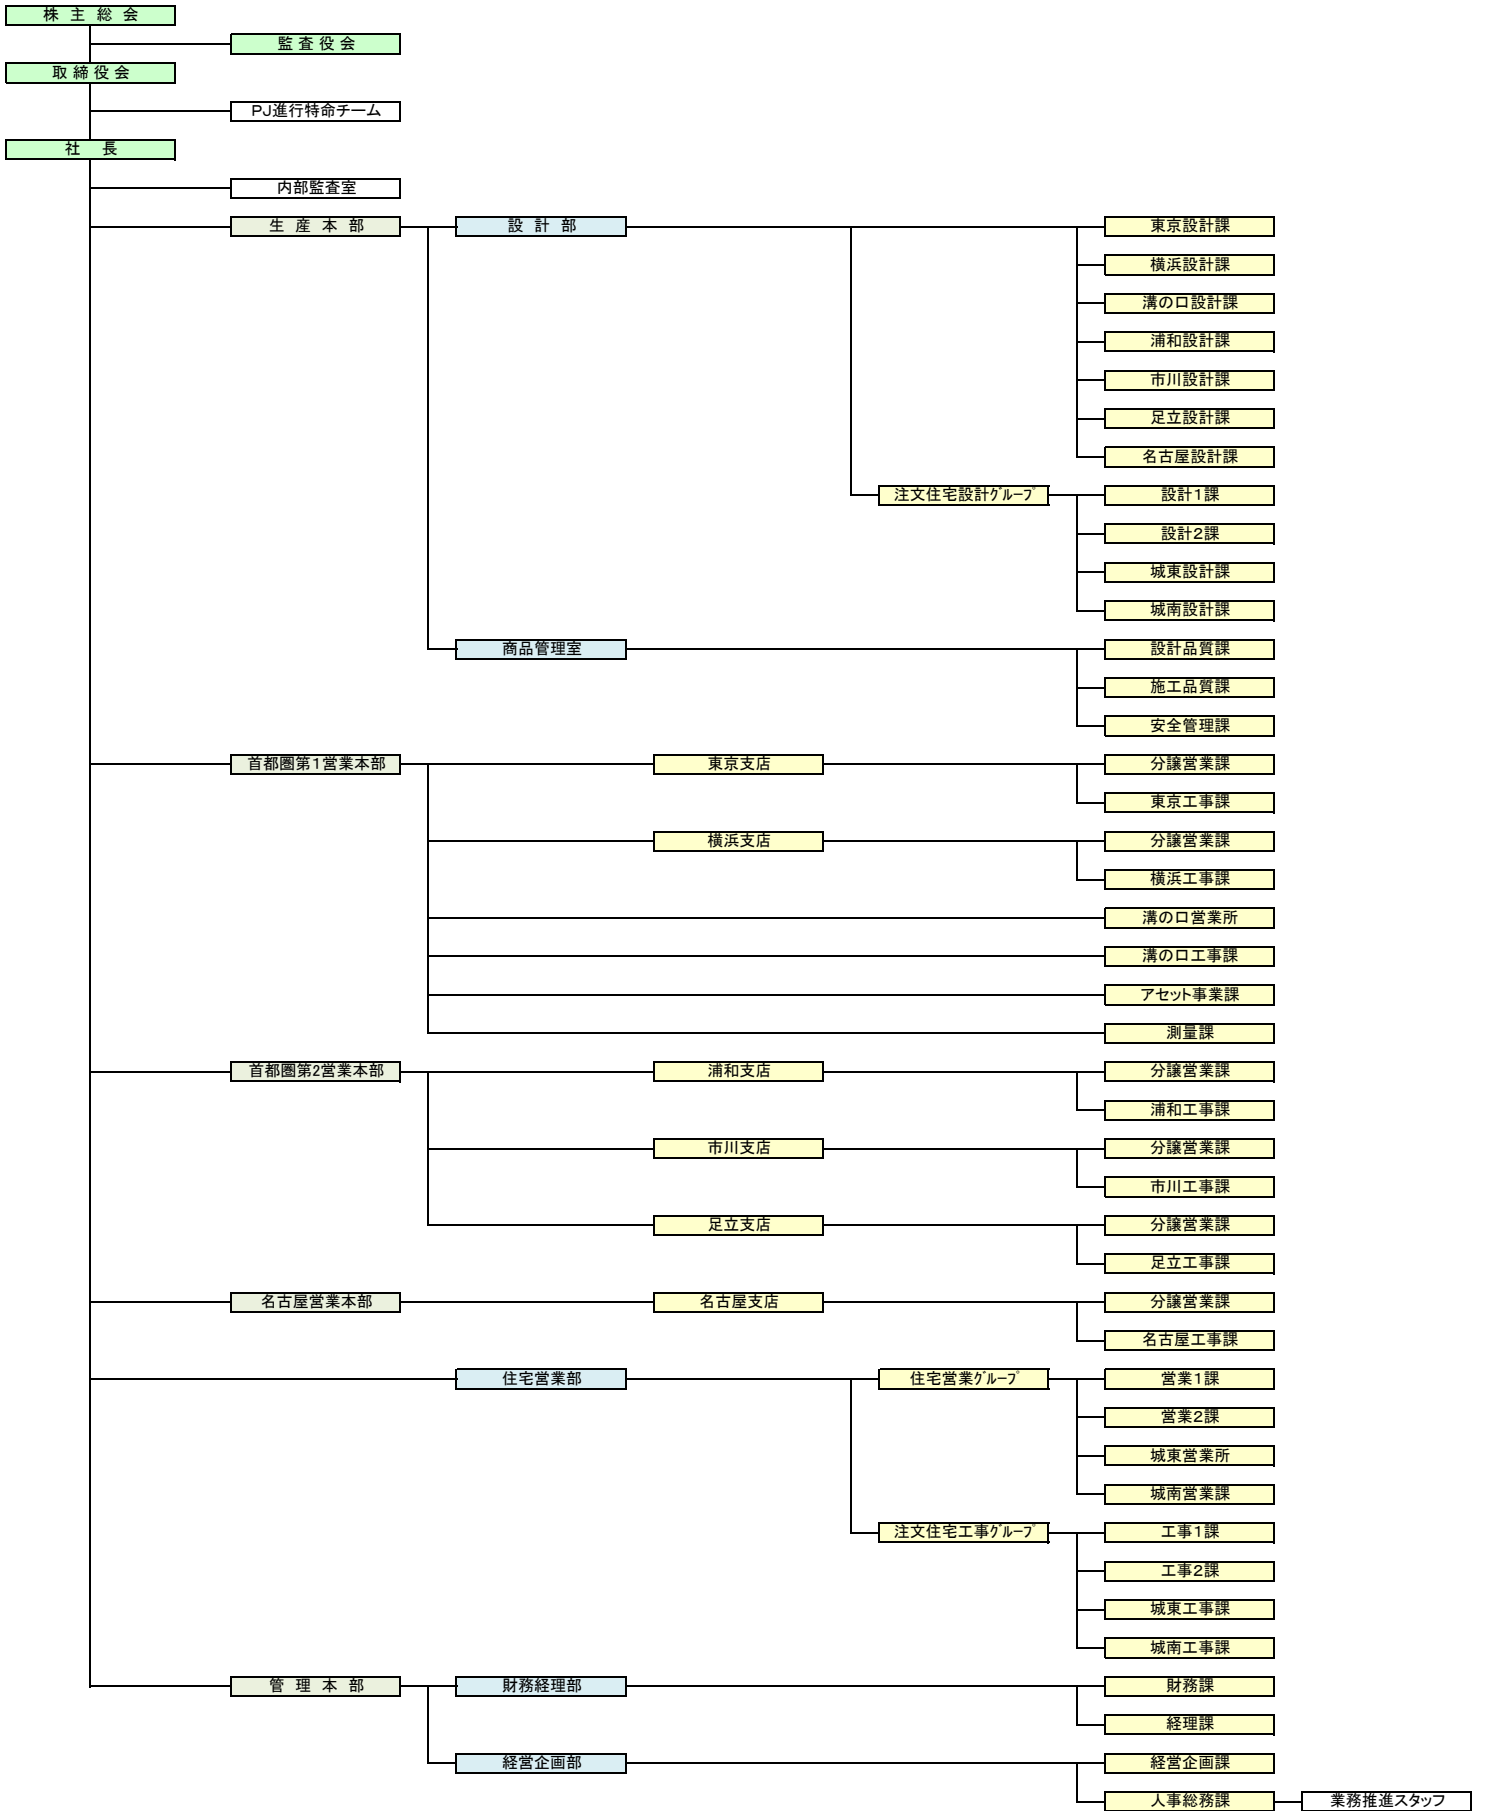 株主総会
監査役会
取締役会
PJ進行特命チーム
社長
内部監査室
生産本部 設計部 東京設計課
横浜設計課
溝の口設計課
浦和設計課
市川設計課
足立設計課
名古屋設計課
注文住宅設計グループ 設計1課
設計2課
城東設計課
城南設計課
商品管理室 設計品質課
施工品質課
安全管理課
首都圏第1営業本部 東京支店 分譲営業課
東京工事課
横浜支店 分譲営業課
横浜工事課
溝の口営業所
溝の口工事課
アセット事業課
測量課
首都圏第2営業本部 浦和支店 分譲営業課
浦和工事課
市川支店 分譲営業課
市川工事課
足立支店 分譲営業課
足立工事課
名古屋営業本部 名古屋支店 分譲営業課
名古屋工事課
住宅営業部 住宅営業グループ 営業1課
営業2課
城東営業所
城南営業課
注文住宅工事グループ 工事1課
工事2課
城東工事課
城南工事課
管理本部 財務経理部 財務課
経理課
経営企画部 経営企画課
人事総務課 業務推進スタッフ